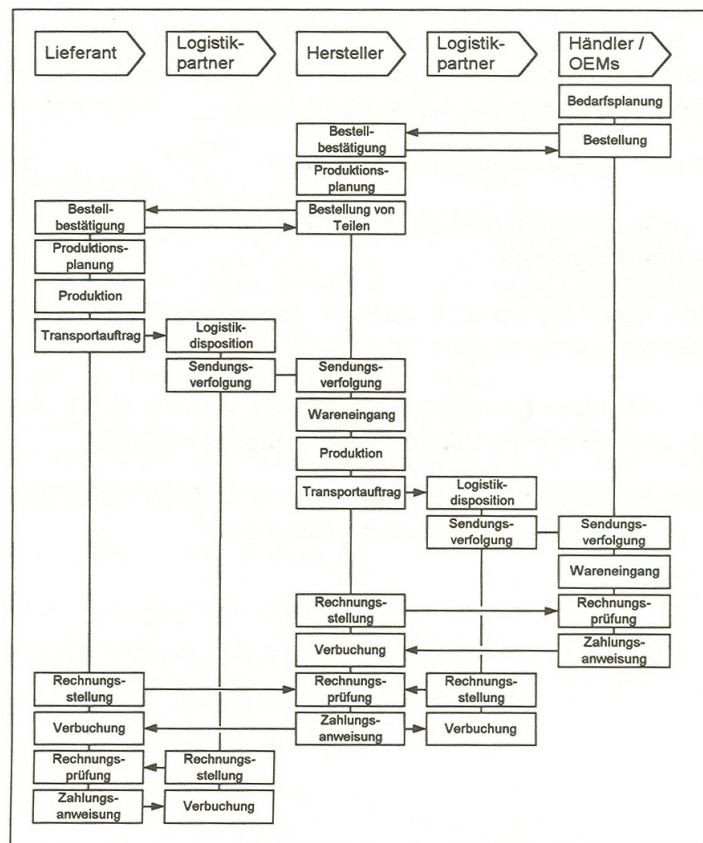 Lieferant
Logistik-
partner
Hersteller
Logistik-
partner
Händler /
OEMs
Bedarfsplanung
Bestell-
bestätigung
Bestellung
Produktions-
planung
Bestell-
bestätigung
Bestellung von
Teilen
Produktions-
planung
Produktion
Transportauftrag
Logistik-
disposition
Sendungs-
verfolgung
Sendungs-
verfolgung
Wareneingang
Produktion
Transportauftrag
Logistik-
disposition
Sendungs-
verfolgung
Sendungs-
verfolgung
Wareneingang
Rechnungs-
stellung
Rechnungs-
prüfung
Verbuchung
Zahlungs-
anweisung
Rechnungs-
stellung
Rechnungs-
prüfung
Rechnungs-
stellung
Verbuchung
Zahlungs-
anweisung
Verbuchung
Rechnungs-
prüfung
Rechnungs-
stellung
Zahlungs-
anweisung
Verbuchung